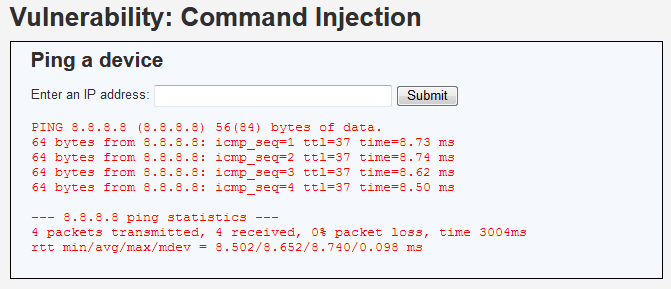 Vulnerability: Command Injection
Ping a device
Enter an IP address: Submit
PING 8.8.8.8 (8.8.8.8) 56(84) bytes of data.
64 bytes from 8.8.8.8: icmp_seq=1 ttl=37 time=8.73 ms
64 bytes from 8.8.8.8: icmp_seq=2 ttl=37 time=8.74 ms
64 bytes from 8.8.8.8: icmp_seq=3 ttl=37 time=8.62 ms
64 bytes from 8.8.8.8: icmp_seq=4 ttl=37 time=8.50 ms
--- 8.8.8.8 ping statistics ---
4 packets transmitted, 4 received, 0% packet loss, time 3004ms
rtt min/avg/max/mdev = 8.502/8.652/8.740/0.098 ms